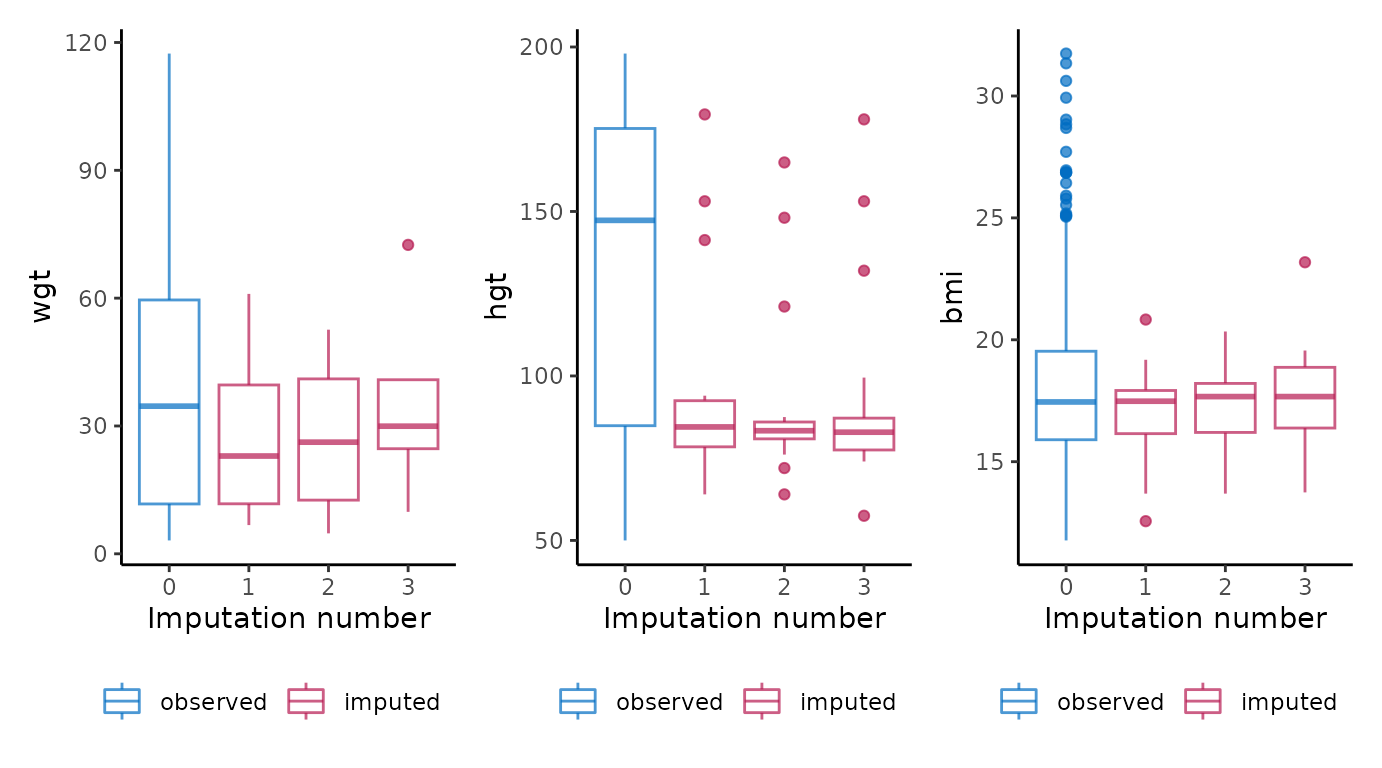 wgt
120
90
60
30
0
0 1 2 3
Imputation number
observed imputed
hgt
200
150
100
50
0 1 2 3
Imputation number
observed imputed
bmi
30
25
20
15
0 1 2 3
Imputation number
observed imputed